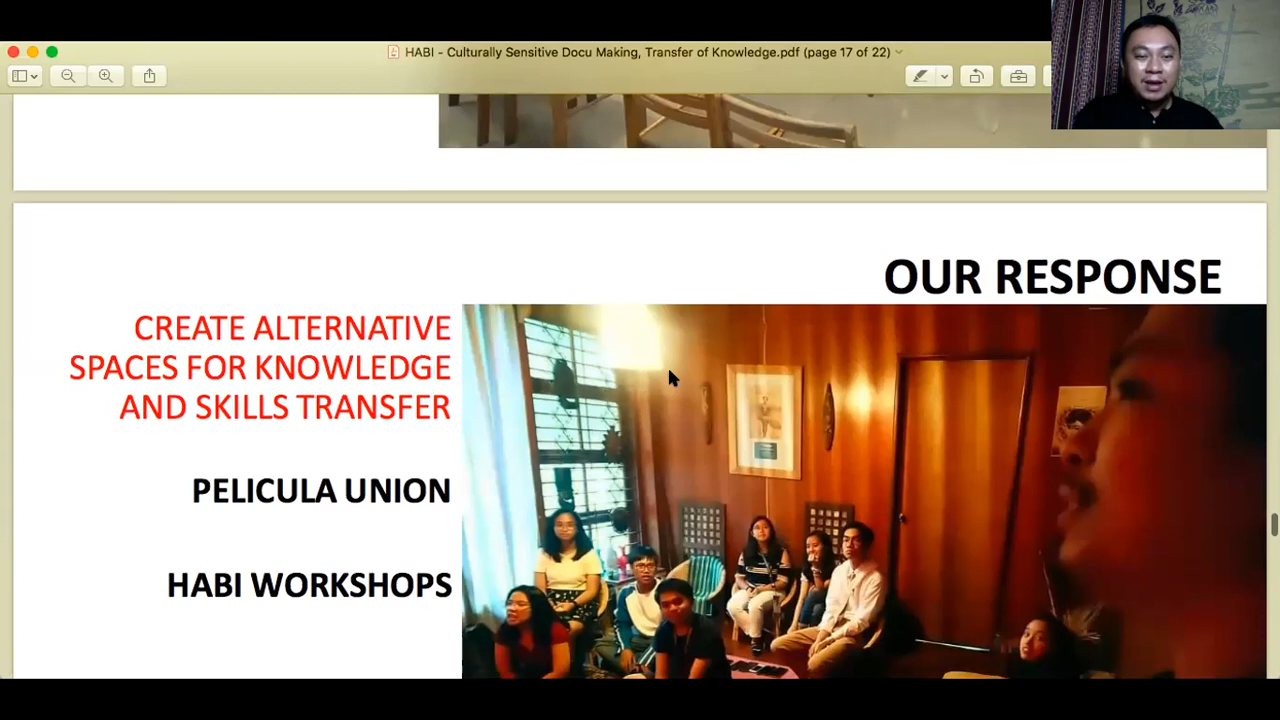 HABI - Culturally Sensitive Docu Making, Transfer of Knowledge.pdf (page 17 of 22)
OUR RESPONSE
CREATE ALTERNATIVE
SPACES FOR KNOWLEDGE
AND SKILLS TRANSFER
PELICULA UNION
HABI WORKSHOPS